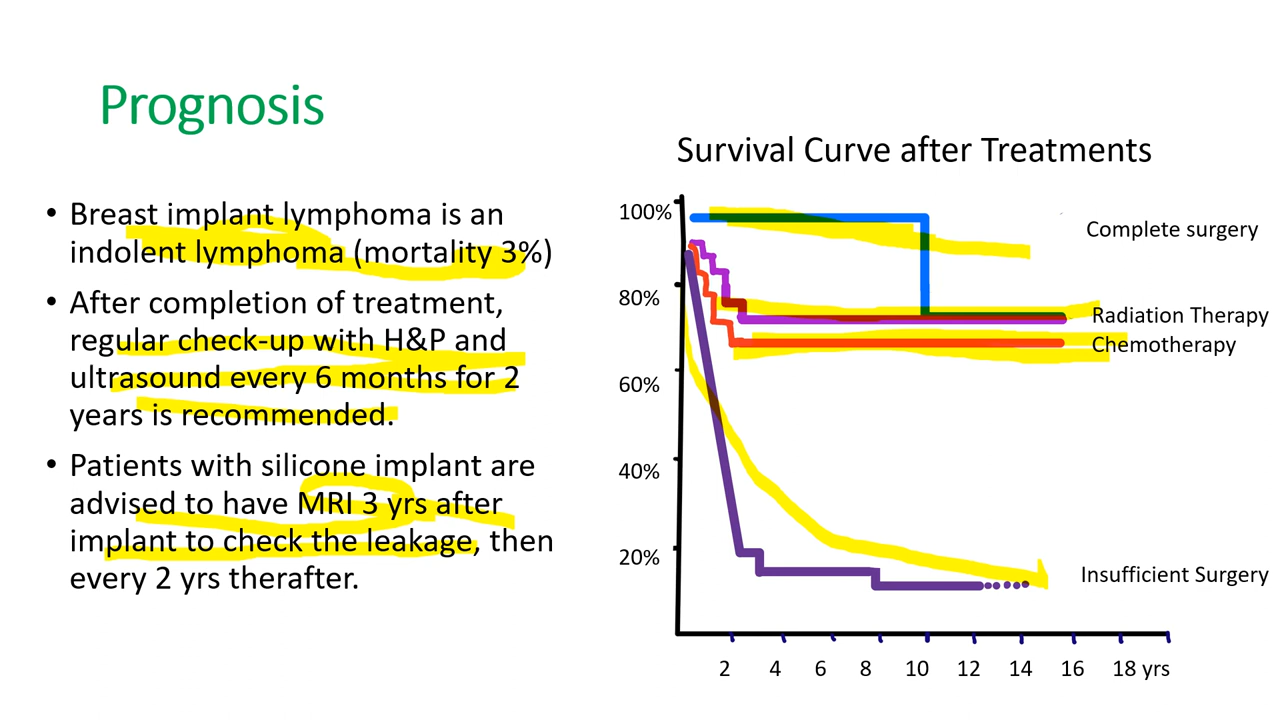 Prognosis
• Breast implant lymphoma is an
indolent lymphoma (mortality 3%)
• After completion of treatment,
regular check-up with H&P and
ultrasound every 6 months for 2
years is recommended.
• Patients with silicone implant are
advised to have MRI 3 yrs after
implant to check the leakage, then
every 2 yrs therafter.
Survival Curve after Treatments
100%
80%
60%
40%
20%
Complete surgery
Radiation Therapy
Chemotherapy
Insufficient Surgery
2 4 6 8 10 12 14 16 18 yrs